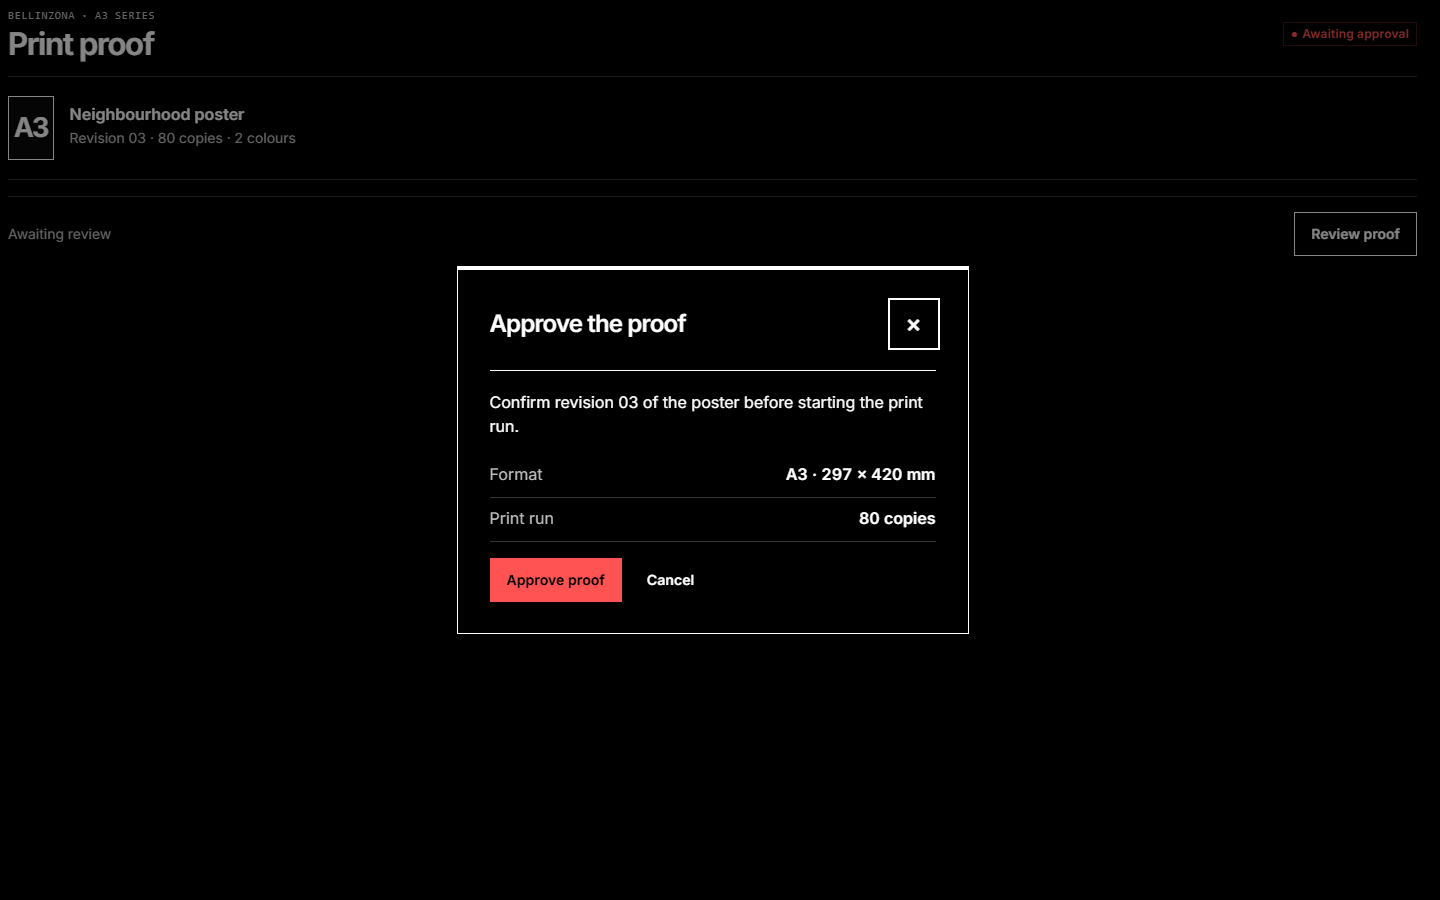 BELLINZONA · A3 SERIES
Print proof
Awaiting approval
A3
Neighbourhood poster
Revision 03 · 80 copies · 2 colours
Awaiting review
Review proof
Approve the proof
×
Confirm revision 03 of the poster before starting the print
run.
Format
A3 · 297 × 420 mm
Print run
80 copies
Approve proof
Cancel